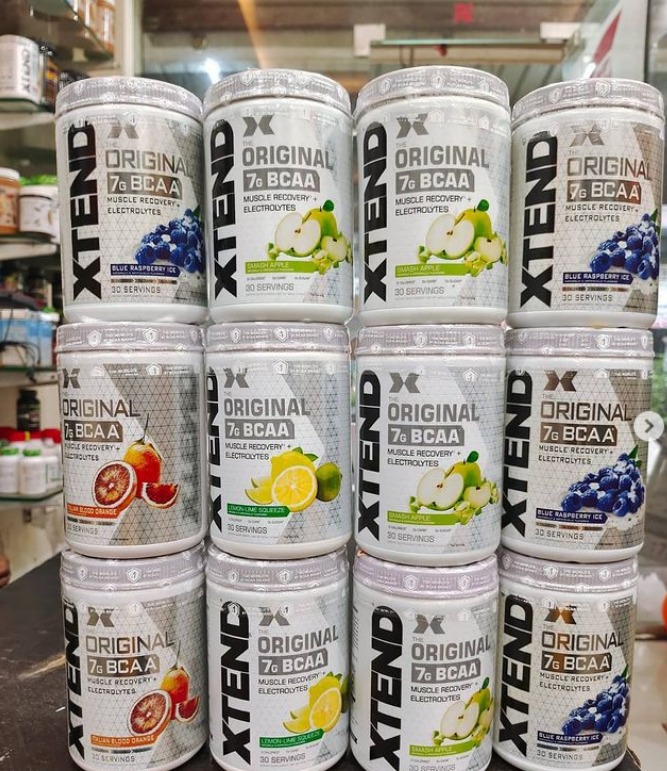 XTEND
THE
ORIGINAL
7G BCAA
MUSCLE RECOVERY +
ELECTROLYTES
BLUE RASPBERRY ICE
30 SERVINGS
XTEND
THE
ORIGINAL
7G BCAA
MUSCLE RECOVERY +
ELECTROLYTES
SMASH APPLE
30 SERVINGS
XTEND
THE
ORIGINAL
7G BCAA
MUSCLE RECOVERY +
ELECTROLYTES
SMASH APPLE
30 SERVINGS
XTEND
THE
ORIGINAL
7G BCAA
MUSCLE RECOVERY +
ELECTROLYTES
BLUE RASPBERRY ICE
30 SERVINGS
ORIGINAL
7G BCAA
MUSCLE RECOVERY +
ELECTROLYTES
ITALIAN BLOOD ORANGE
30 SERVINGS
XTEND
ORIGINAL
7G BCAA
MUSCLE RECOVERY +
ELECTROLYTES
LEMON-LIME SQUEEZE
30 SERVINGS
XTEND
THE
ORIGINAL
7G BCAA
MUSCLE RECOVERY +
ELECTROLYTES
SMASH APPLE
30 SERVINGS
XTEND
THE
ORIGINAL
7G BCAA
MUSCLE RECOVERY +
ELECTROLYTES
BLUE RASPBERRY ICE
30 SERVINGS
XTEND
THE
ORIGINAL
7G BCAA
MUSCLE RECOVERY +
ELECTROLYTES
ITALIAN BLOOD ORANGE
30 SERVINGS
XTEND
THE
ORIGINAL
7G BCAA
MUSCLE RECOVERY +
ELECTROLYTES
LEMON-LIME SQUEEZE
30 SERVINGS
XTEND
THE
ORIGINAL
7G BCAA
MUSCLE RECOVERY +
ELECTROLYTES
SMASH APPLE
30 SERVINGS
XTEND
THE
ORIGINAL
7G BCAA
MUSCLE RECOVERY +
ELECTROLYTES
BLUE RASPBERRY ICE
30 SERVINGS